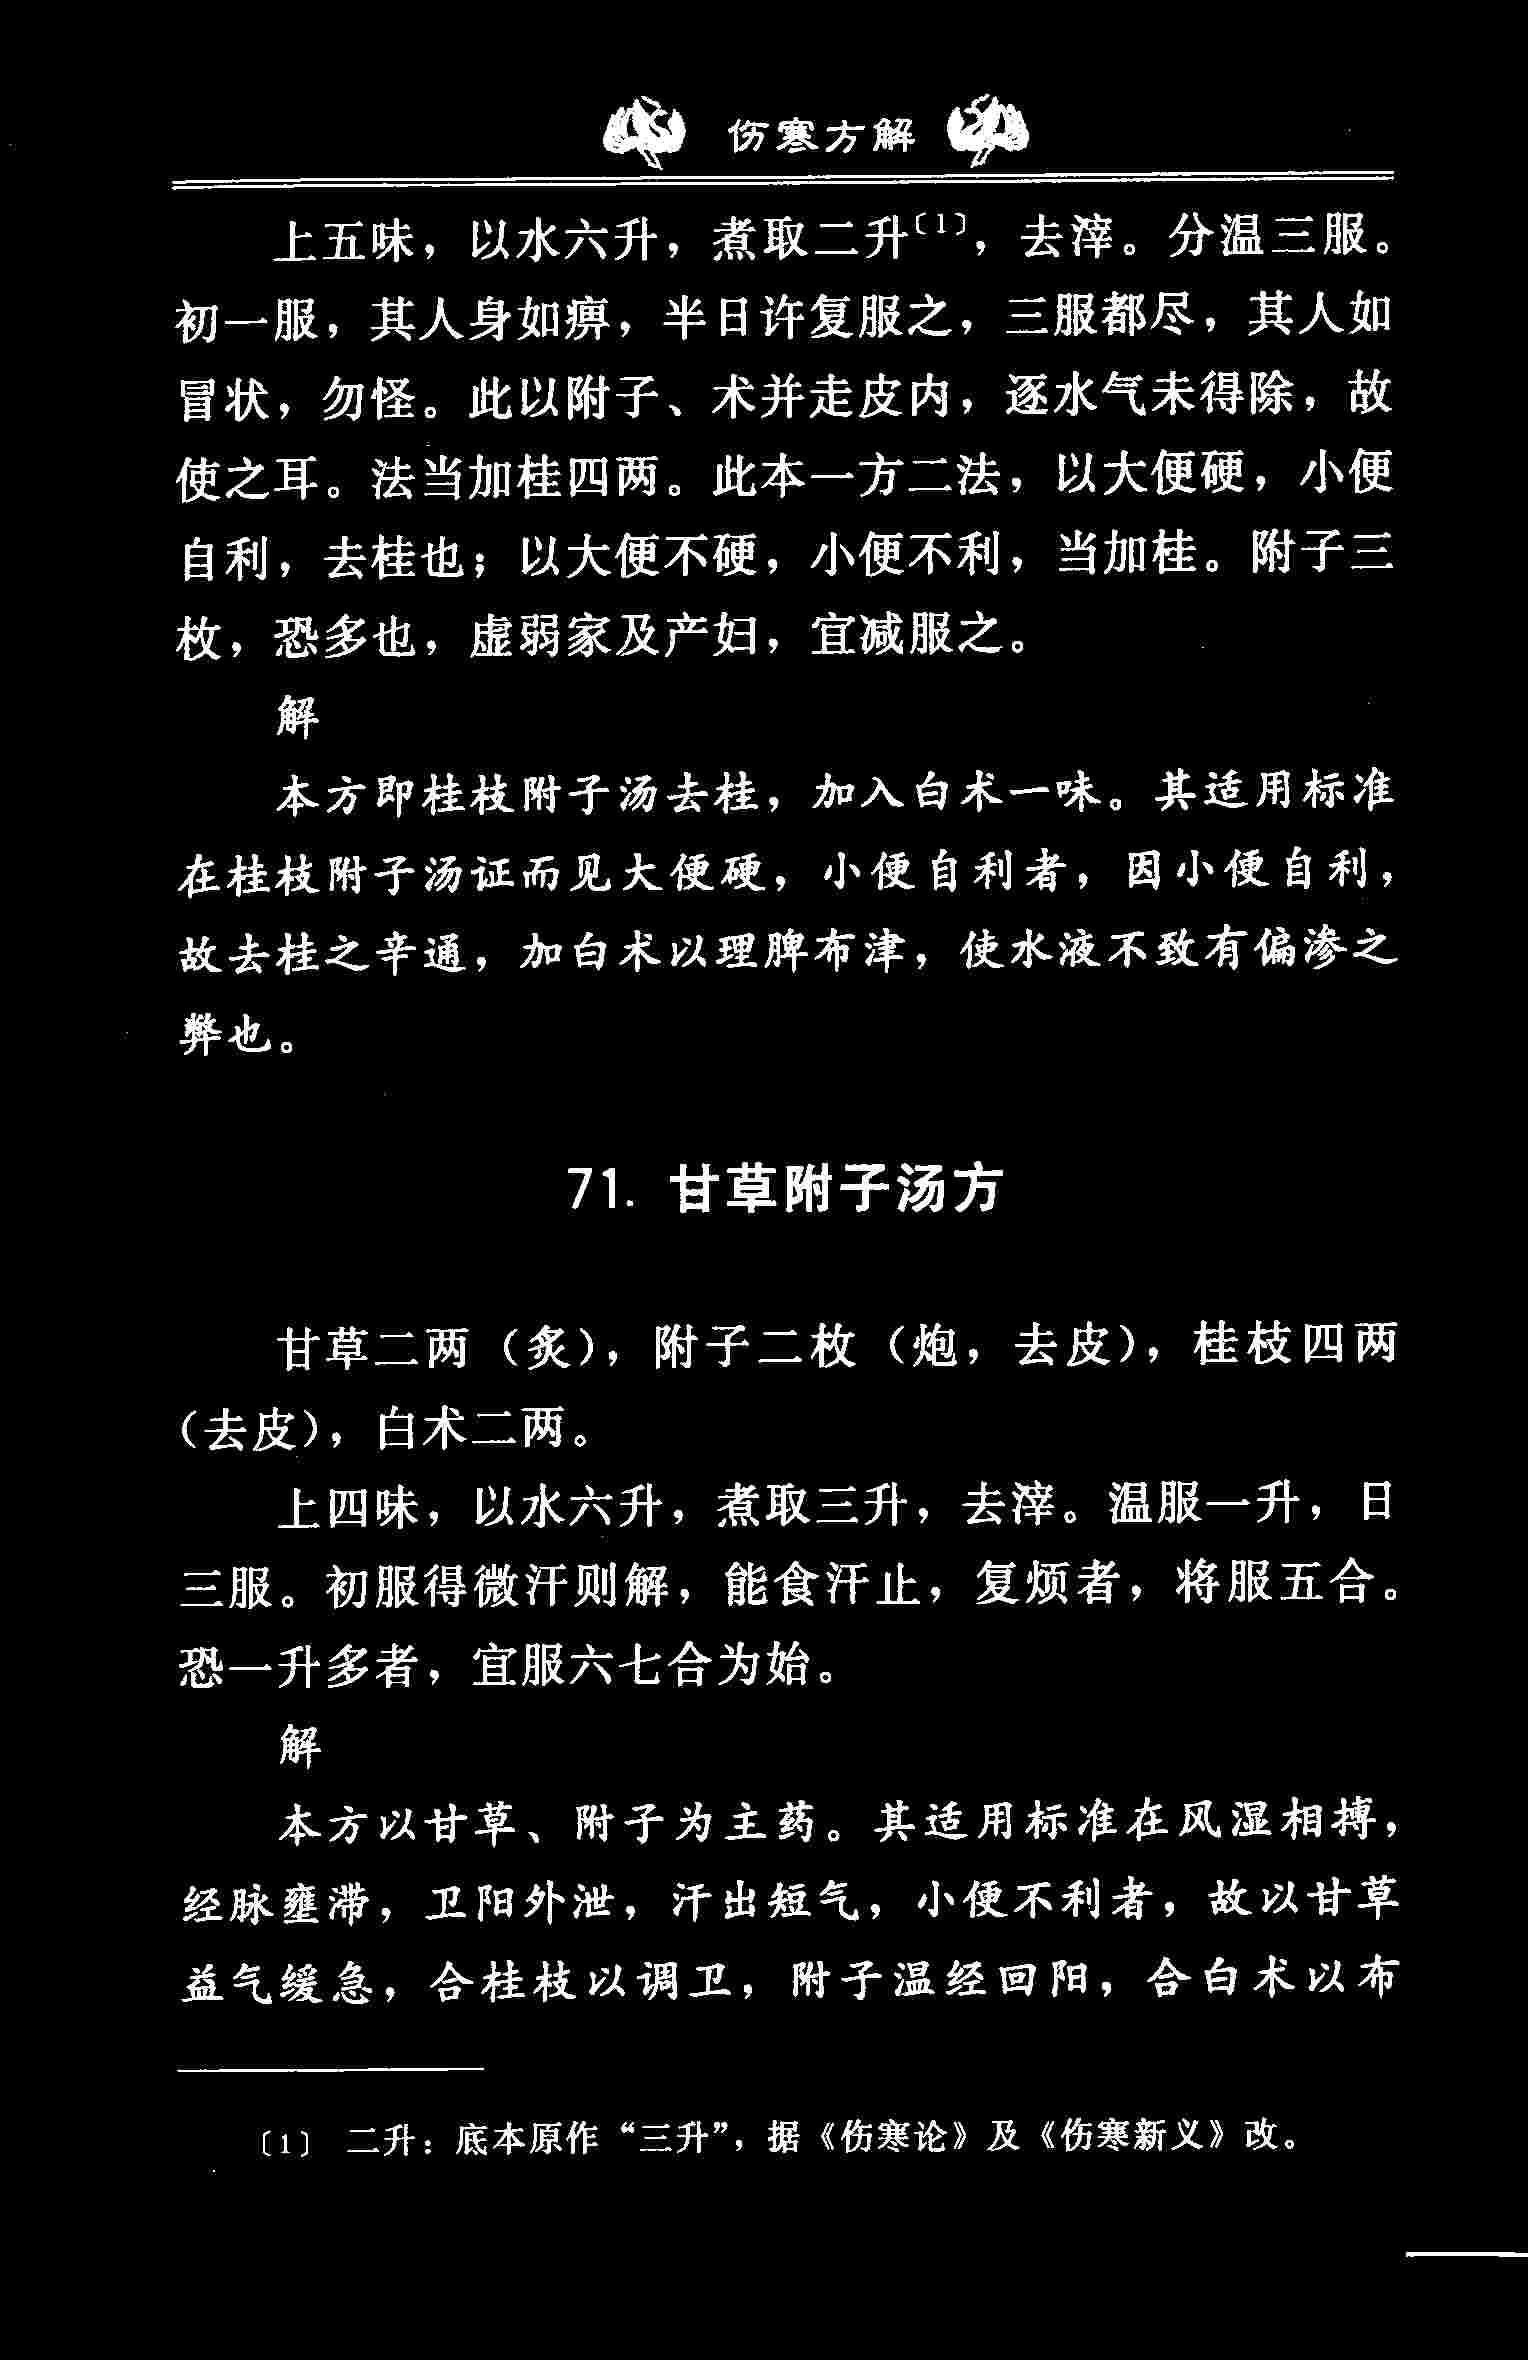 伤寒方解
上五味，以水六升，煮取二升〔1〕，去滓。分温三服。
初一服，其人身如痹，半日许复服之，三服都尽，其人如
冒状，勿怪。此以附子、术并走皮内，逐水气未得除，故
使之耳。法当加桂四两。此本一方二法，以大便硬，小便
自利，去桂也；以大便不硬，小便不利，当加桂。附子三
枚，恐多也，虚弱家及产妇，宜减服之。
解
本方即桂枝附子汤去桂，加入白术一味。其适用标准
在桂枝附子汤证而见大便硬，小便自利者，因小便自利，
故去桂之辛通，加白术以理脾布津，使水液不致有偏渗之
弊也。
71. 甘草附子汤方
甘草二两（炙），附子二枚（炮，去皮），桂枝四两
（去皮），白术二两。
上四味，以水六升，煮取三升，去滓。温服一升，日
三服。初服得微汗则解，能食汗止，复烦者，将服五合。
恐一升多者，宜服六七合为始。
解
本方以甘草、附子为主药。其适用标准在风湿相搏，
经脉壅滞，卫阳外泄，汗出短气，小便不利者，故以甘草
益气缓急，合桂枝以调卫，附子温经回阳，合白术以布
〔1〕 二升：底本原作“三升”，据《伤寒论》及《伤寒新义》改。